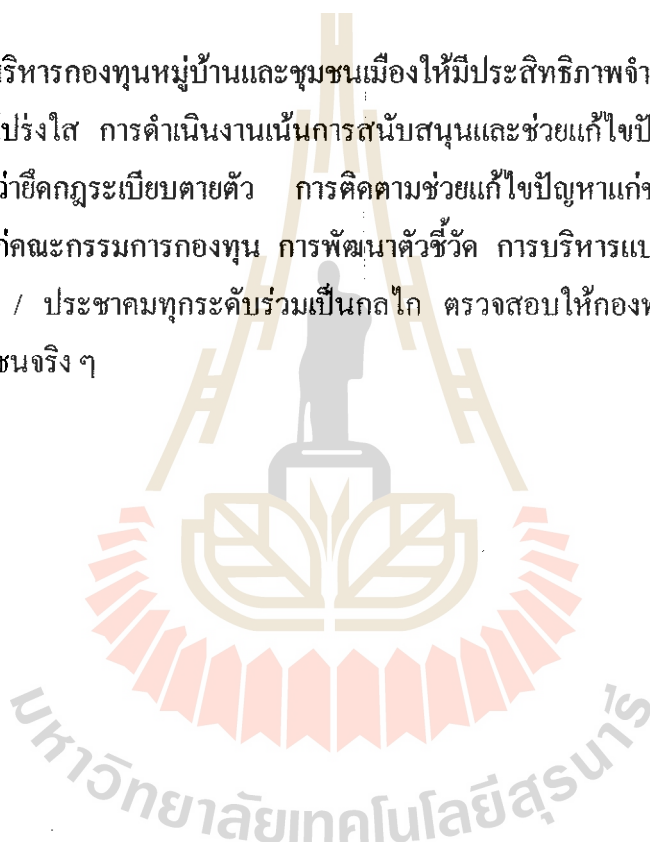 ริหารกองทุนหมู่บ้านและชุมชนเมืองให้มีประสิทธิภาพจำ
ปร่งใส การดำเนินงานเน้นการสนับสนุนและช่วยแก้ไขปั
ว่ายึดกฎระเบียบตายตัว การติดตามช่วยแก้ไขปัญหาแก่
ก่คณะกรรมการกองทุน การพัฒนาตัวชี้วัด การบริหารแบ
/ ประชาคมทุกระดับร่วมเป็นกลไก ตรวจสอบให้กองท
ชนจริง ๆ
มหาวิทยาลัยเทคโนโลยีสุรนารี